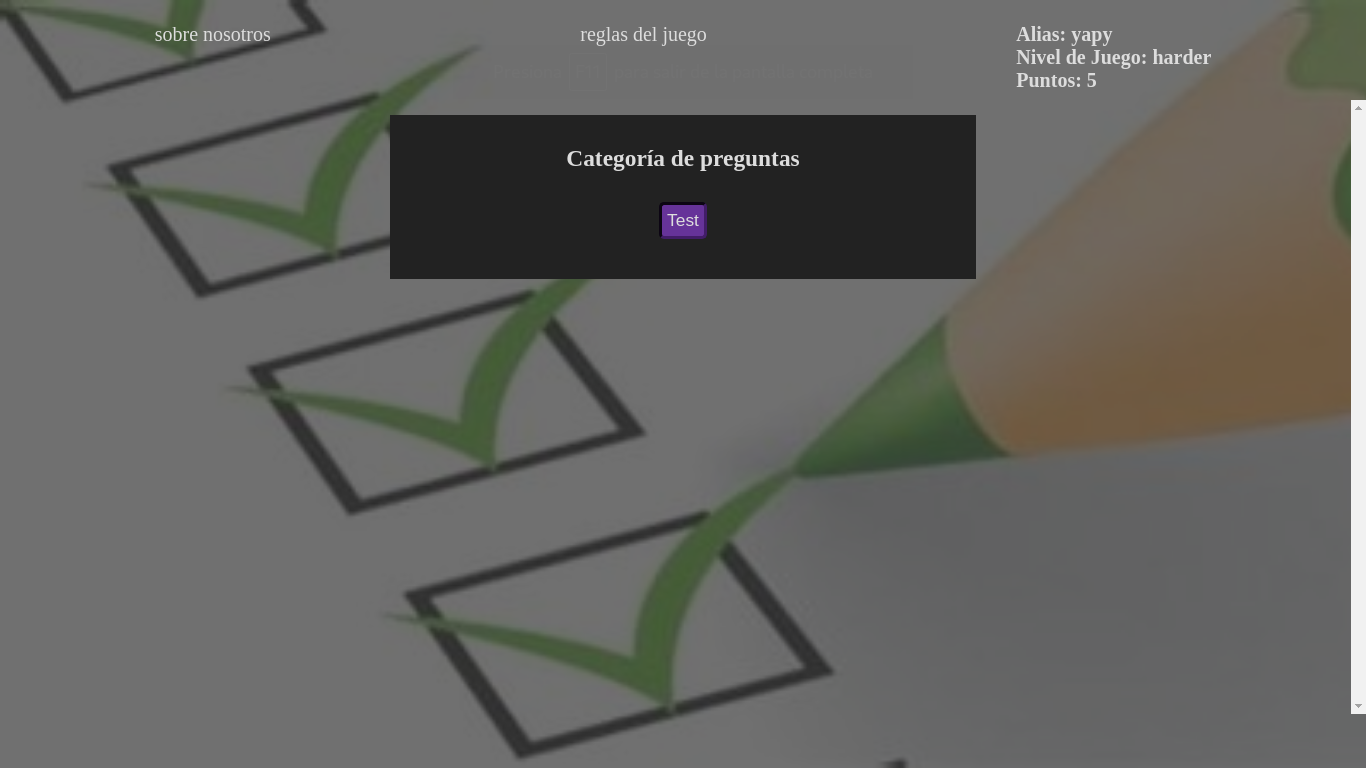 sobre nosotros
reglas del juego
Alias: yapy
Nivel de Juego: harder
Puntos: 5
Categoría de preguntas
Test